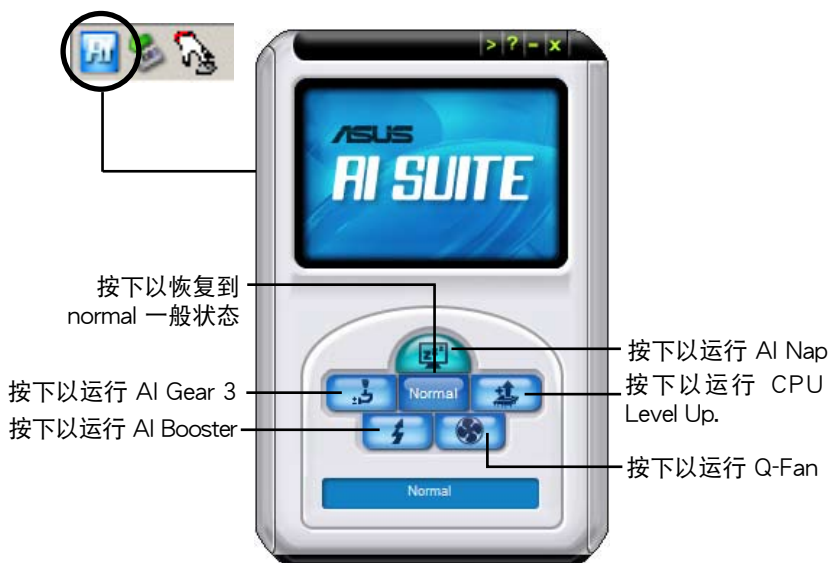 AI
> ? - x
ASUS
AI SUITE
按下以恢复到
normal 一般状态
按下以运行 AI Nap
按下以运行 AI Gear 3
Normal
按下以运行 CPU
Level Up.
按下以运行 AI Booster
按下以运行 Q-Fan
Normal